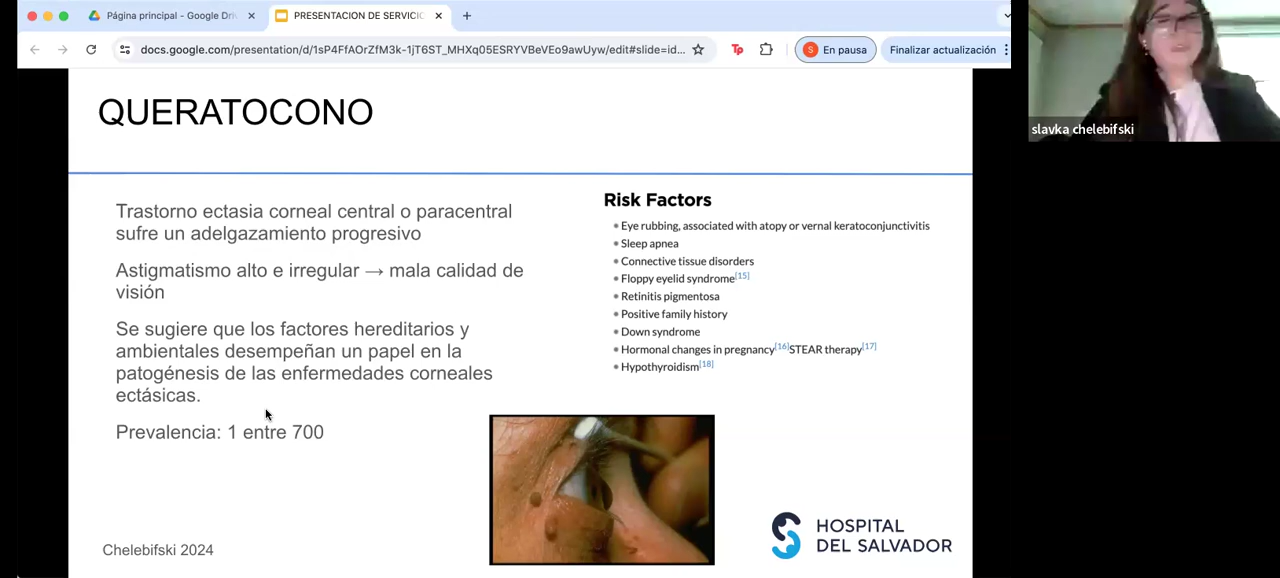 Página principal - Google Dri
PRESENTACION DE SERVICIO
docs.google.com/presentation/d/1sP4FfAOrZfM3k-1jT6ST_MHXq05ESRYVBeVEo9awUyw/edit#slide=id...
S En pausa
Finalizar actualización
slavka chelebifski
QUERATOCONO
Trastorno ectasia corneal central o paracentral
sufre un adelgazamiento progresivo
Astigmatismo alto e irregular → mala calidad de
visión
Se sugiere que los factores hereditarios y
ambientales desempeñan un papel en la
patogénesis de las enfermedades corneales
ectásicas.
Prevalencia: 1 entre 700
Risk Factors
Eye rubbing, associated with atopy or vernal keratoconjunctivitis
Sleep apnea
Connective tissue disorders
Floppy eyelid syndrome[15]
Retinitis pigmentosa
Positive family history
Down syndrome
Hormonal changes in pregnancy[16]STEAR therapy[17]
Hypothyroidism[18]
HOSPITAL
DEL SALVADOR
Chelebifski 2024